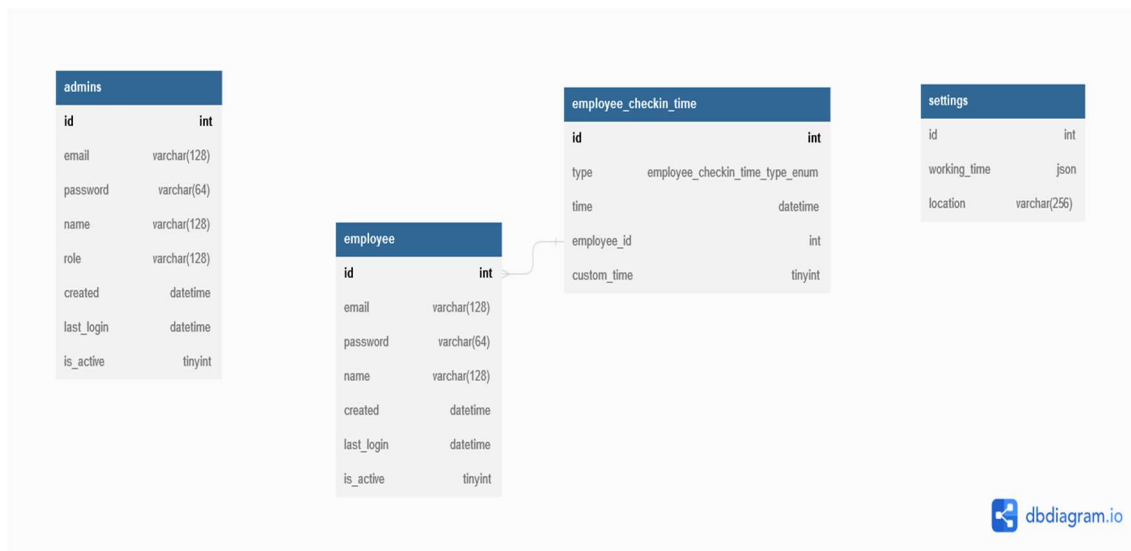 admins
id int
email varchar(128)
password varchar(64)
name varchar(128)
role varchar(128)
created datetime
last_login datetime
is_active tinyint
employee
id int
email varchar(128)
password varchar(64)
name varchar(128)
created datetime
last_login datetime
is_active tinyint
employee_checkin_time
id int
type employee_checkin_time_type_enum
time datetime
employee_id int
custom_time tinyint
settings
id int
working_time json
location varchar(256)
dbdiagram.io